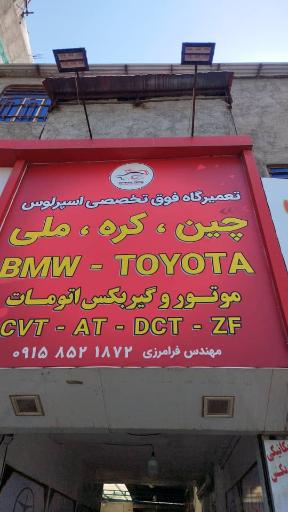 تعمیرگاه فوق تخصصی اسپرلوس
چین ، کره ، ملی
BMW - TOYOTA
موتور و گیربکس اتومات
CVT - AT - DCT - ZF
مهندس فرامرزی ۰۹۱۵ ۸۵۲ ۱۸۷۲